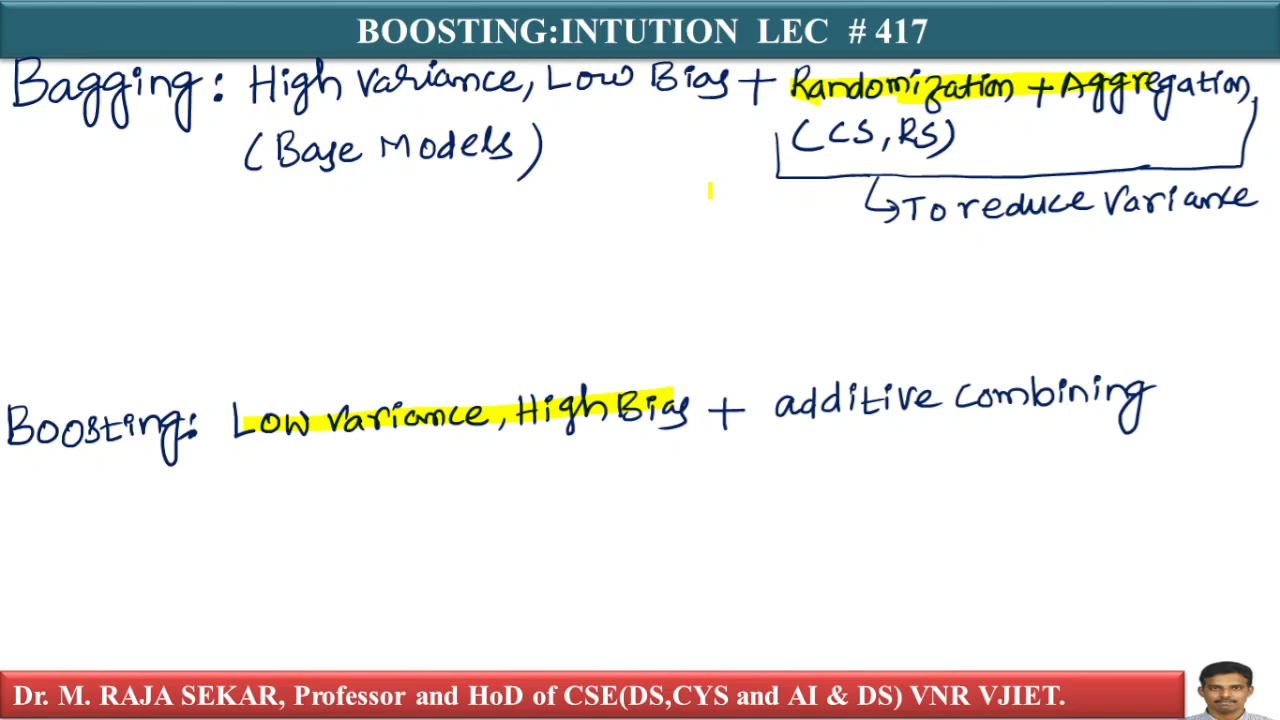 BOOSTING:INTUTION LEC # 417
Bagging: High Variance, Low Bias + Randomization + Aggregation,
(Base Models) (CS, RS)
To reduce Variance
Boosting: Low Variance, High Bias + additive combining
Dr. M. RAJA SEKAR, Professor and HoD of CSE(DS,CYS and AI & DS) VNR VJIET.